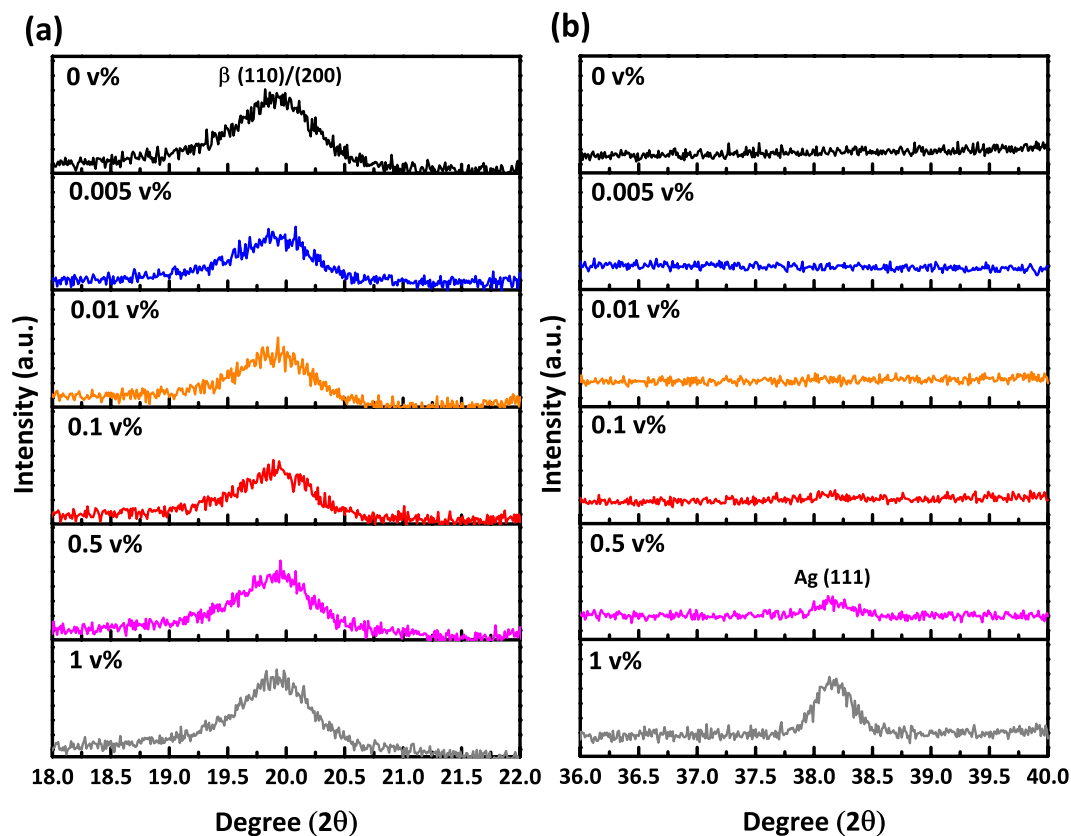 (a)
0 v%
β (110)/(200)
0.005 v%
0.01 v%
0.1 v%
0.5 v%
1 v%
18.0 18.5 19.0 19.5 20.0 20.5 21.0 21.5 22.0
Degree (2θ)
Intensity (a.u.)
(b)
0 v%
0.005 v%
0.01 v%
0.1 v%
0.5 v%
Ag (111)
1 v%
36.0 36.5 37.0 37.5 38.0 38.5 39.0 39.5 40.0
Degree (2θ)
Intensity (a.u.)